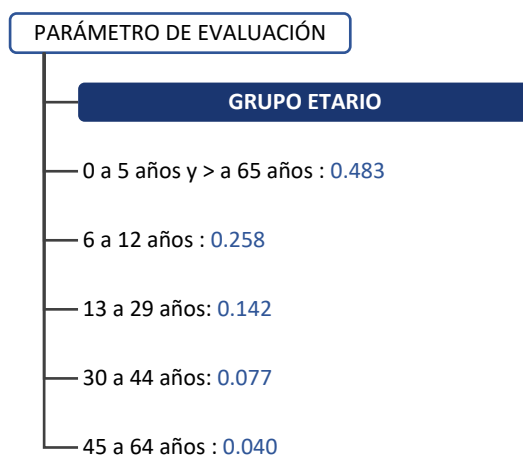 PARÁMETRO DE EVALUACIÓN
GRUPO ETARIO
0 a 5 años y > a 65 años : 0.483
6 a 12 años : 0.258
13 a 29 años: 0.142
30 a 44 años: 0.077
45 a 64 años : 0.040